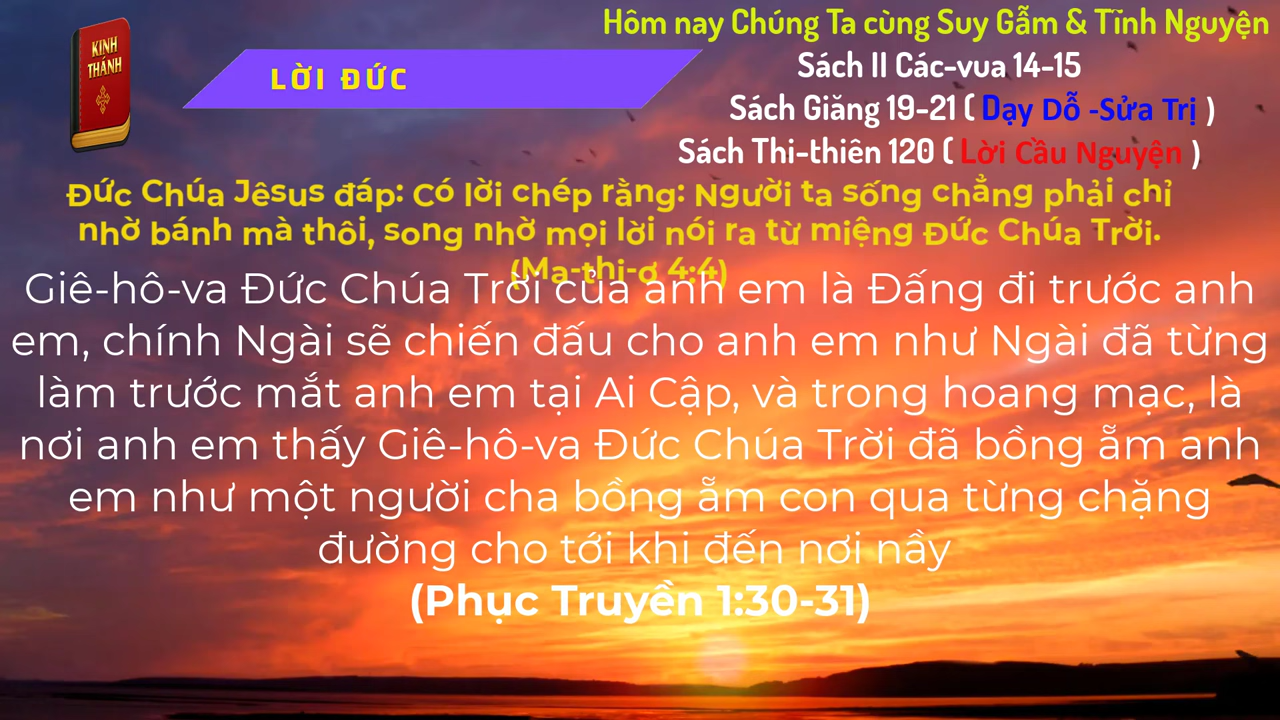 KINH
THÁNH
LỜI ĐỨC
Hôm nay Chúng Ta cùng Suy Gẫm & Tĩnh Nguyện
Sách II Các-vua 14-15
Sách Giăng 19-21 ( Dạy Dỗ -Sửa Trị )
Sách Thi-thiên 120 ( Lời Cầu Nguyện )
Đức Chúa Jêsus đáp: Có lời chép rằng: Người ta sống chẳng phải chỉ
nhờ bánh mà thôi, song nhờ mọi lời nói ra từ miệng Đức Chúa Trời.
(Ma-thi-ơ 4:4)
Giê-hô-va Đức Chúa Trời của anh em là Đấng đi trước anh
em, chính Ngài sẽ chiến đấu cho anh em như Ngài đã từng
làm trước mắt anh em tại Ai Cập, và trong hoang mạc, là
nơi anh em thấy Giê-hô-va Đức Chúa Trời đã bồng ẵm anh
em như một người cha bồng ẵm con qua từng chặng
đường cho tới khi đến nơi nầy
(Phục Truyền 1:30-31)